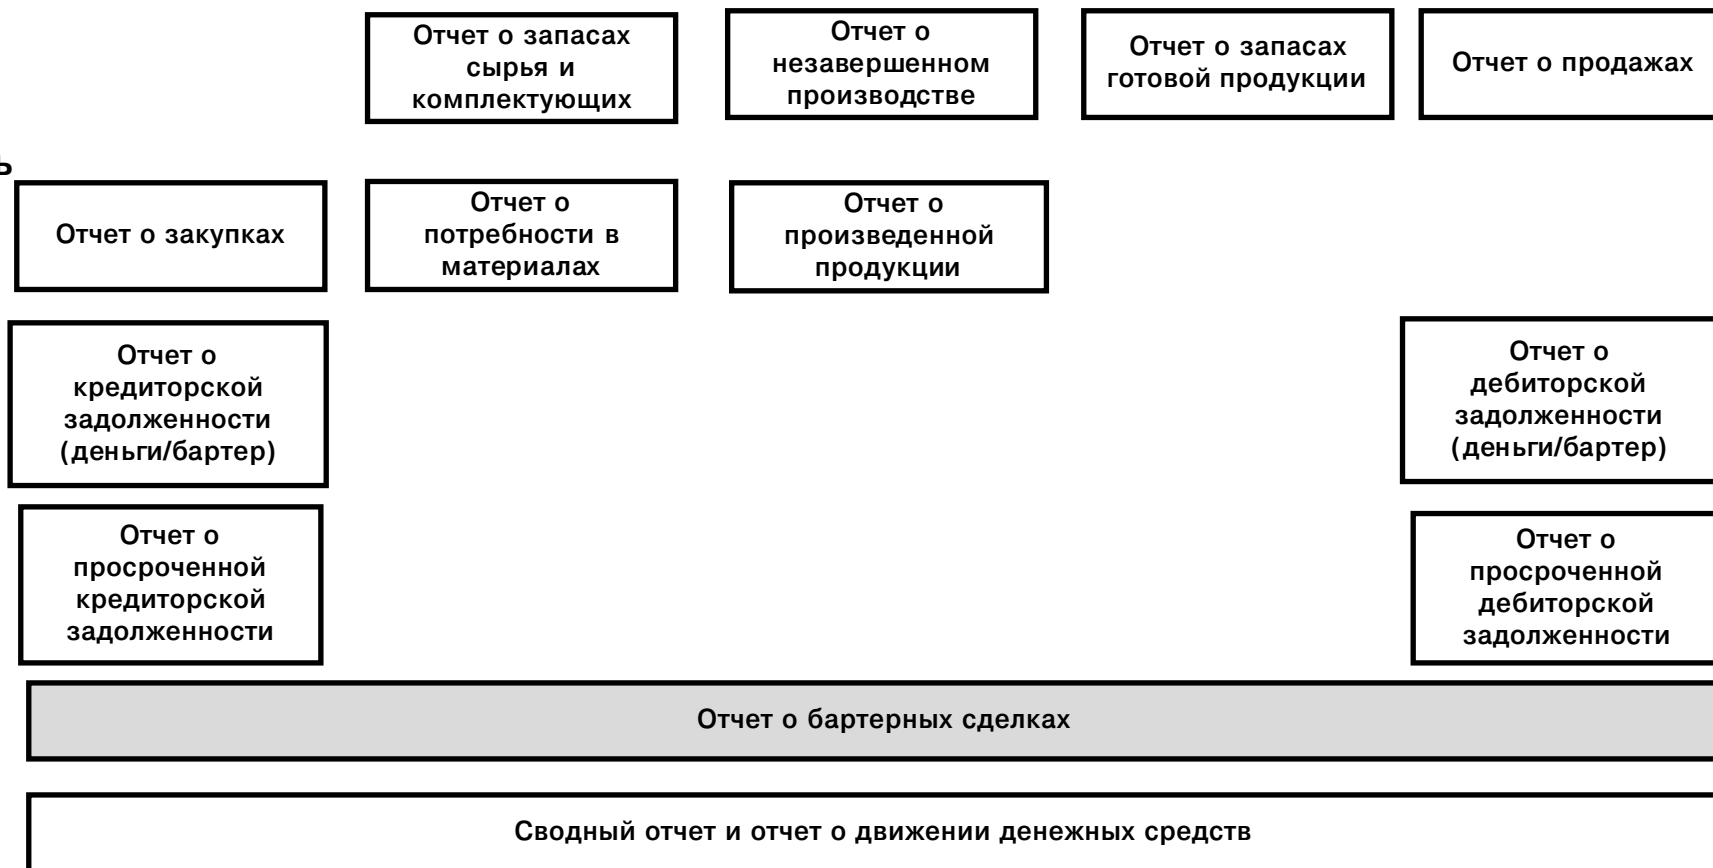 Отчет о запасах
сырья и
комплектующих
Отчет о
незавершенном
производстве
Отчет о запасах
готовой продукции
Отчет о продажах
ь
Отчет о закупках
Отчет о
потребности в
материалах
Отчет о
произведенной
продукции
Отчет о
кредиторской
задолженности
(деньги/бартер)
Отчет о
дебиторской
задолженности
(деньги/бартер)
Отчет о
просроченной
кредиторской
задолженности
Отчет о
просроченной
дебиторской
задолженности
Отчет о бартерных сделках
Сводный отчет и отчет о движении денежных средств